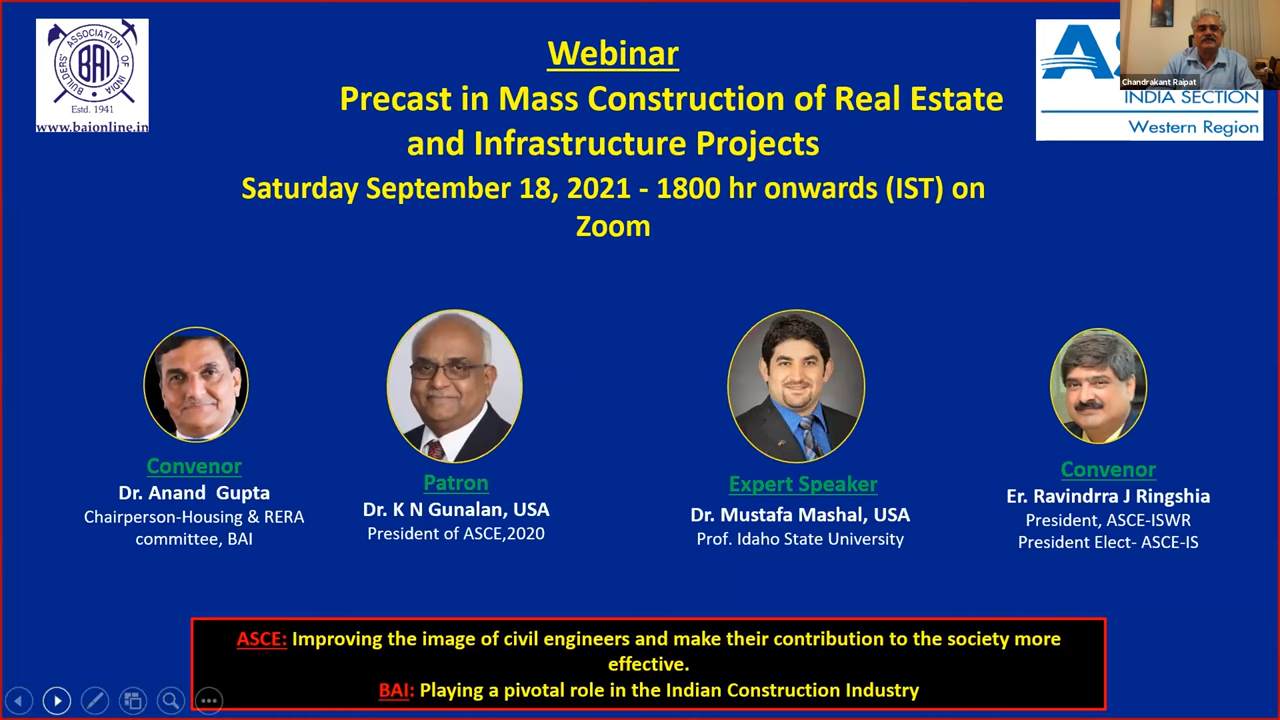 BUILDERS' ASSOCIATION OF INDIA
BAI
Estd. 1941
www.baionline.in
Webinar
Precast in Mass Construction of Real Estate
and Infrastructure Projects
Saturday September 18, 2021 - 1800 hr onwards (IST) on
Zoom
Chandrakant Raipat
INDIA SECTION
Western Region
Convenor
Dr. Anand Gupta
Chairperson-Housing & RERA
committee, BAI
Patron
Dr. K N Gunalan, USA
President of ASCE,2020
Expert Speaker
Dr. Mustafa Mashal, USA
Prof. Idaho State University
Convenor
Er. Ravindrra J Ringshia
President, ASCE-ISWR
President Elect- ASCE-IS
ASCE: Improving the image of civil engineers and make their contribution to the society more
effective.
BAI: Playing a pivotal role in the Indian Construction Industry